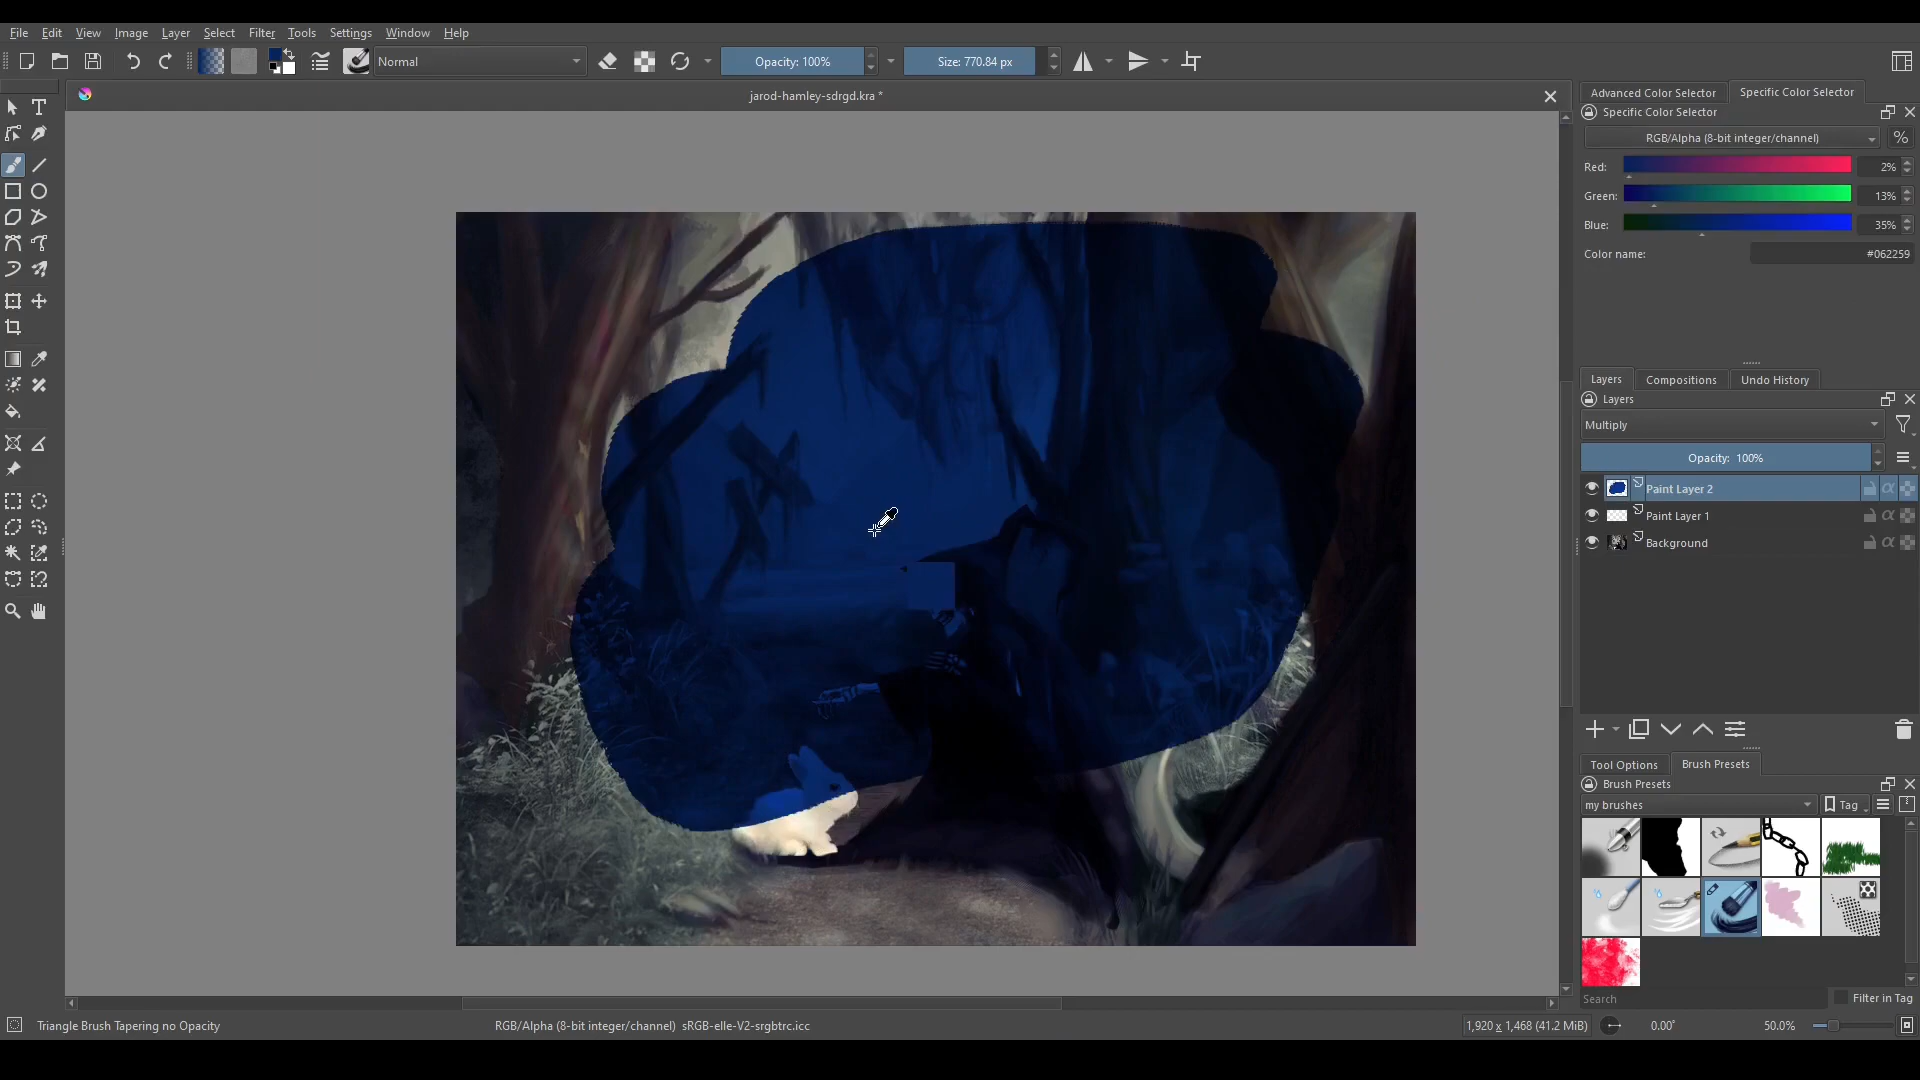 File Edit View Image Layer Select Filter Tools Settings Window Help
Normal Opacity: 100% Size: 770.84 px
jarod-hamley-sdrgd.kra *
Advanced Color Selector Specific Color Selector
Specific Color Selector
RGB/Alpha (8-bit integer/channel) %
Red: 2%
Green: 13%
Blue: 35%
Color name: #062259
Layers Compositions Undo History
Layers
Multiply
Opacity: 100%
Paint Layer 2
Paint Layer 1
Background
Tool Options Brush Presets
Brush Presets
my brushes Tag
Search Filter in Tag
Triangle Brush Tapering no Opacity RGB/Alpha (8-bit integer/channel) sRGB-elle-V2-srgbtrc.icc 1,920 x 1,468 (41.2 MiB) 0.00° 50.0%